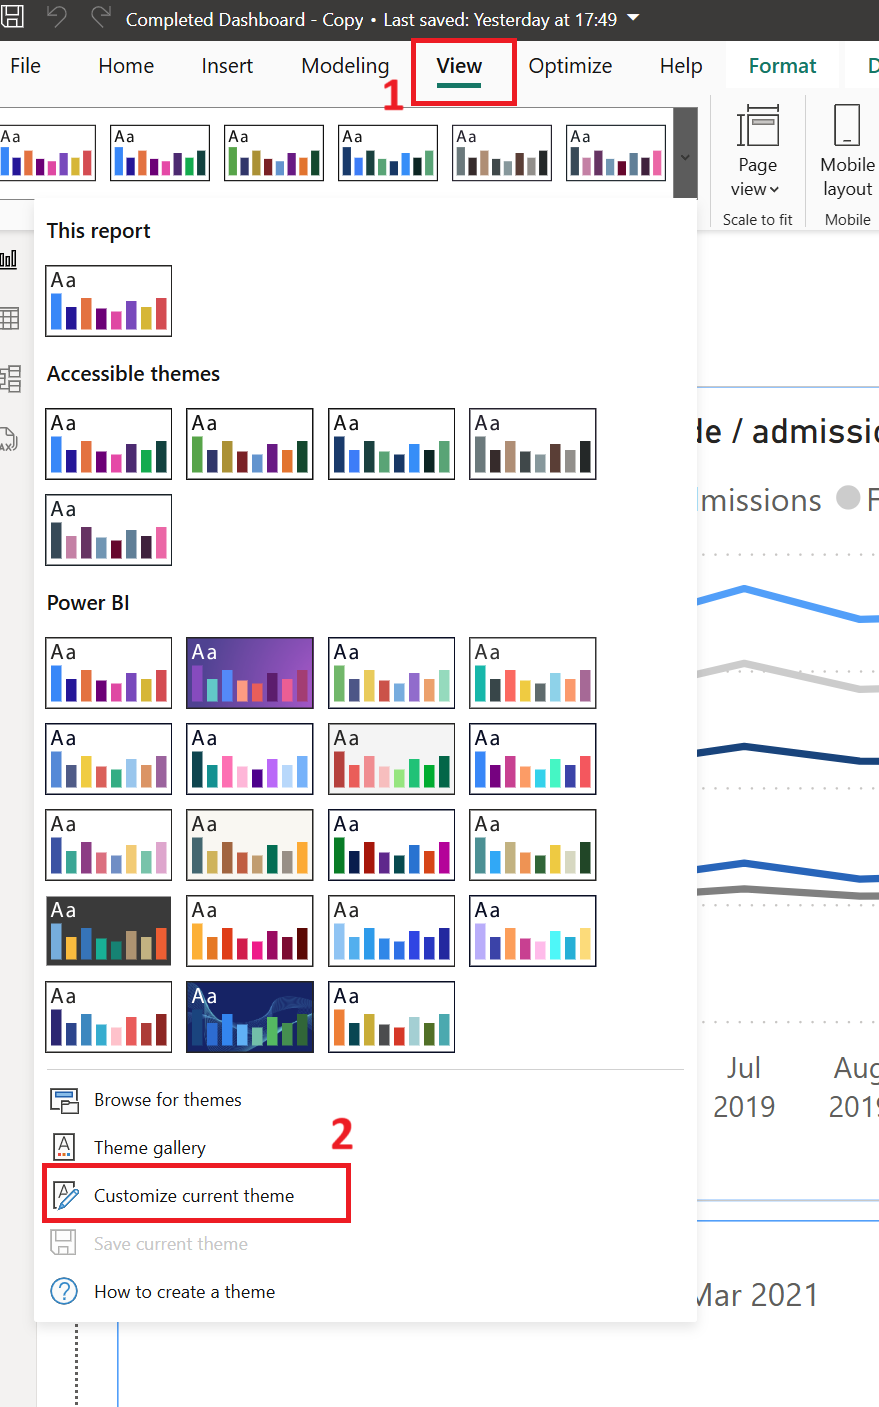 Completed Dashboard - Copy • Last saved: Yesterday at 17:49
File Home Insert Modeling View Optimize Help Format
1
Aa Aa Aa Aa Aa Aa
Page view
Mobile layout
Scale to fit
Mobile
This report
Aa
Accessible themes
Aa Aa Aa Aa
Aa
Power BI
Aa Aa Aa Aa
Aa Aa Aa Aa
Aa Aa Aa Aa
Aa Aa Aa Aa
Aa Aa Aa
Browse for themes
Theme gallery
2
Customize current theme
Save current theme
How to create a theme
de / admissio
missions F
Jul
2019
Aug
2019
Mar 2021